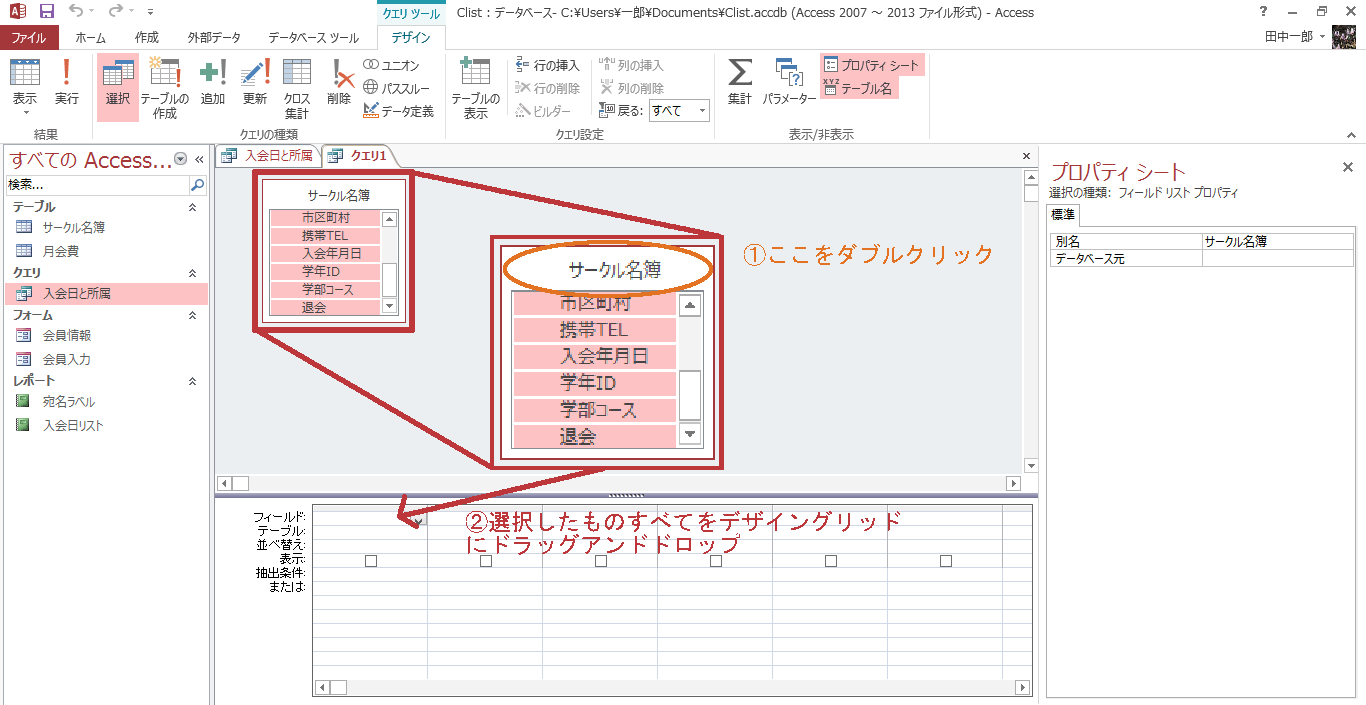 クエリ ツール
Clist : データベース- C:¥Users¥一郎¥Documents¥Clist.accdb (Access 2007 ～ 2013 ファイル形式) - Access
?
ファイル
ホーム
作成
外部データ
データベース ツール
デザイン
田中一郎
表示
実行
選択
テーブルの
作成
追加
更新
クロス
集計
削除
ユニオン
パススルー
データ定義
テーブルの
表示
行の挿入
行の削除
ビルダー
列の挿入
列の削除
戻る: すべて
集計
パラメーター
プロパティ シート
テーブル名
結果
クエリの種類
クエリ設定
表示/非表示
すべての Access...
検索...
テーブル
サークル名簿
月会費
クエリ
入会日と所属
フォーム
会員情報
会員入力
レポート
宛名ラベル
入会日リスト
入会日と所属
クエリ1
サークル名簿
市区町村
携帯TEL
入会年月日
学年ID
学部コース
退会
サークル名簿
市区町村
携帯TEL
入会年月日
学年ID
学部コース
退会
①ここをダブルクリック
②選択したものすべてをデザイングリッド
にドラッグアンドドロップ
フィールド:
テーブル:
並べ替え:
表示:
抽出条件:
または:
プロパティ シート
選択の種類: フィールド リスト プロパティ
標準
別名 サークル名簿
データベース元